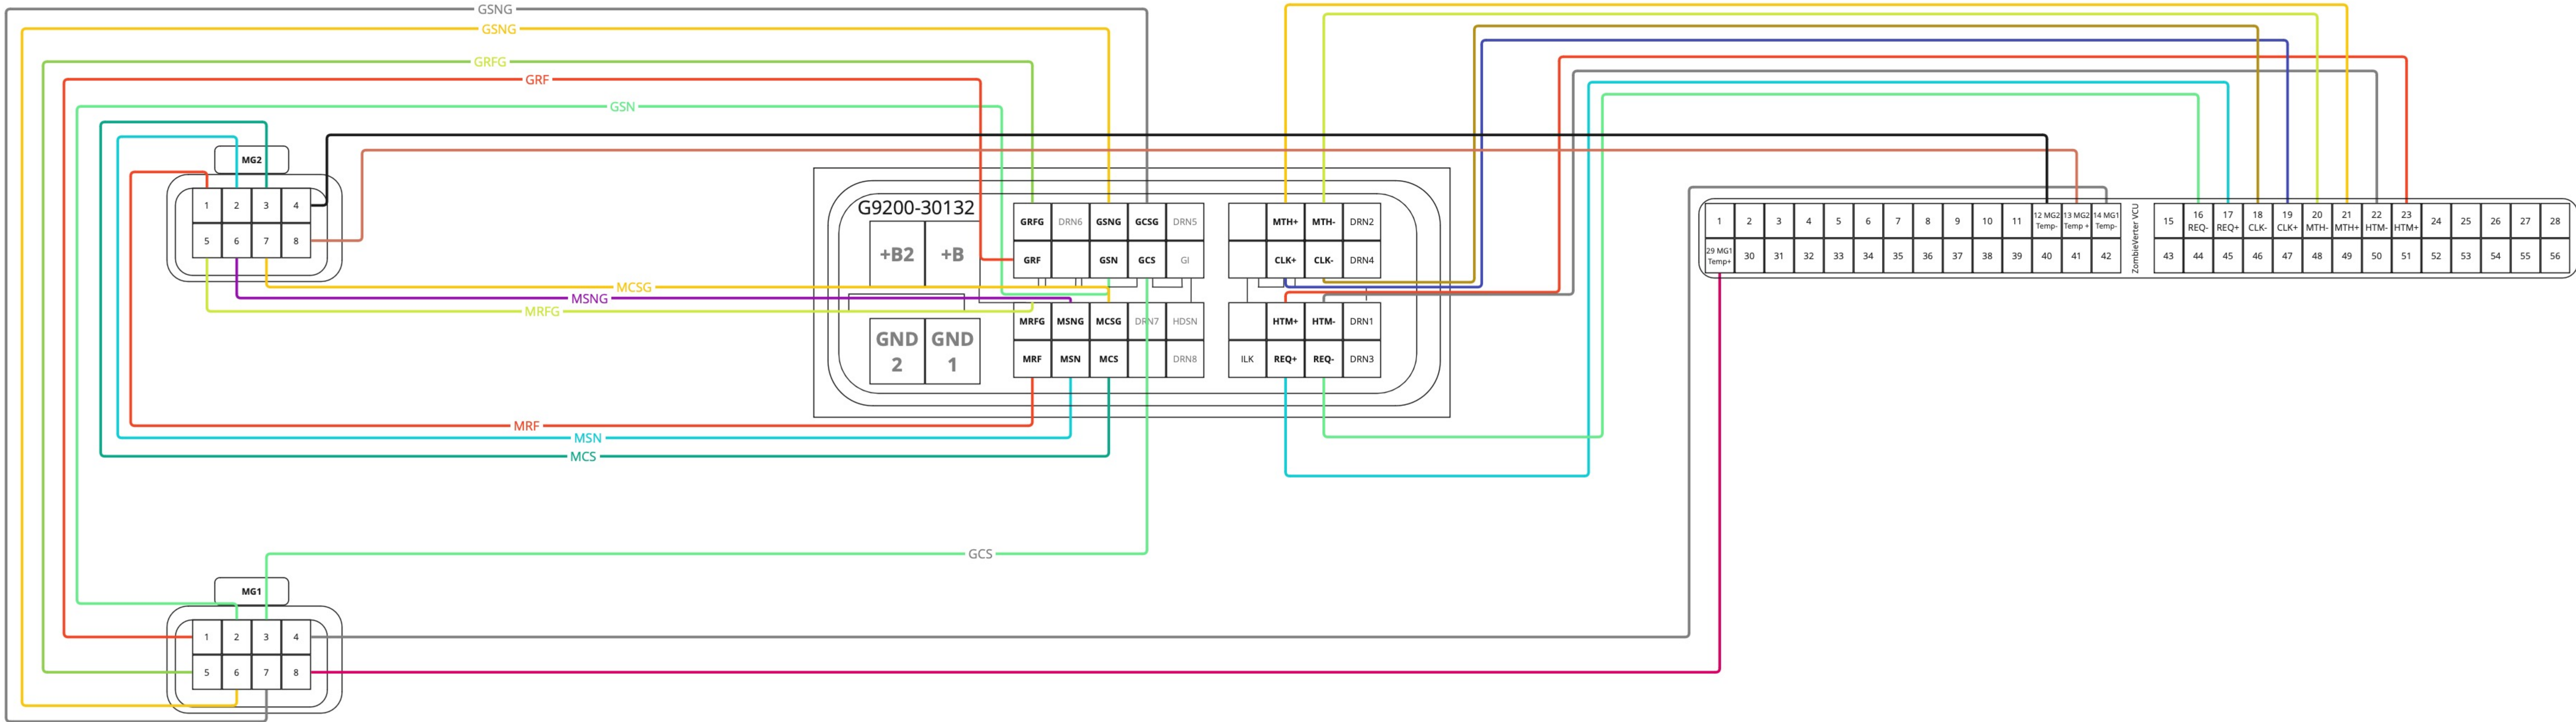 GSNG
GSNG
GRFG
GRF
GSN
MG2
1 2 3 4
5 6 7 8
MCSG
MSNG
MRFG
MRF
MSN
MCS
GCS
MG1
1 2 3 4
5 6 7 8
G9200-30132
+B2 +B
GND 2
GND 1
GRFG DRN6 GSNG GCSG DRN5
GRF GSN GCS GI
MRFG MSNG MCSG DRN7 HDSN
MRF MSN MCS DRN8
MTH+ MTH- DRN2
CLK+ CLK- DRN4
HTM+ HTM- DRN1
ILK REQ+ REQ- DRN3
1 2 3 4 5 6 7 8 9 10 11 12 MG2 Temp- 13 MG2 Temp + 14 MG1 Temp-
29 MG1 Temp+ 30 31 32 33 34 35 36 37 38 39 40 41 42
ZombieVerter VCU
15 16 REQ- 17 REQ+ 18 CLK- 19 CLK+ 20 MTH- 21 MTH+ 22 HTM- 23 HTM+ 24 25 26 27 28
43 44 45 46 47 48 49 50 51 52 53 54 55 56